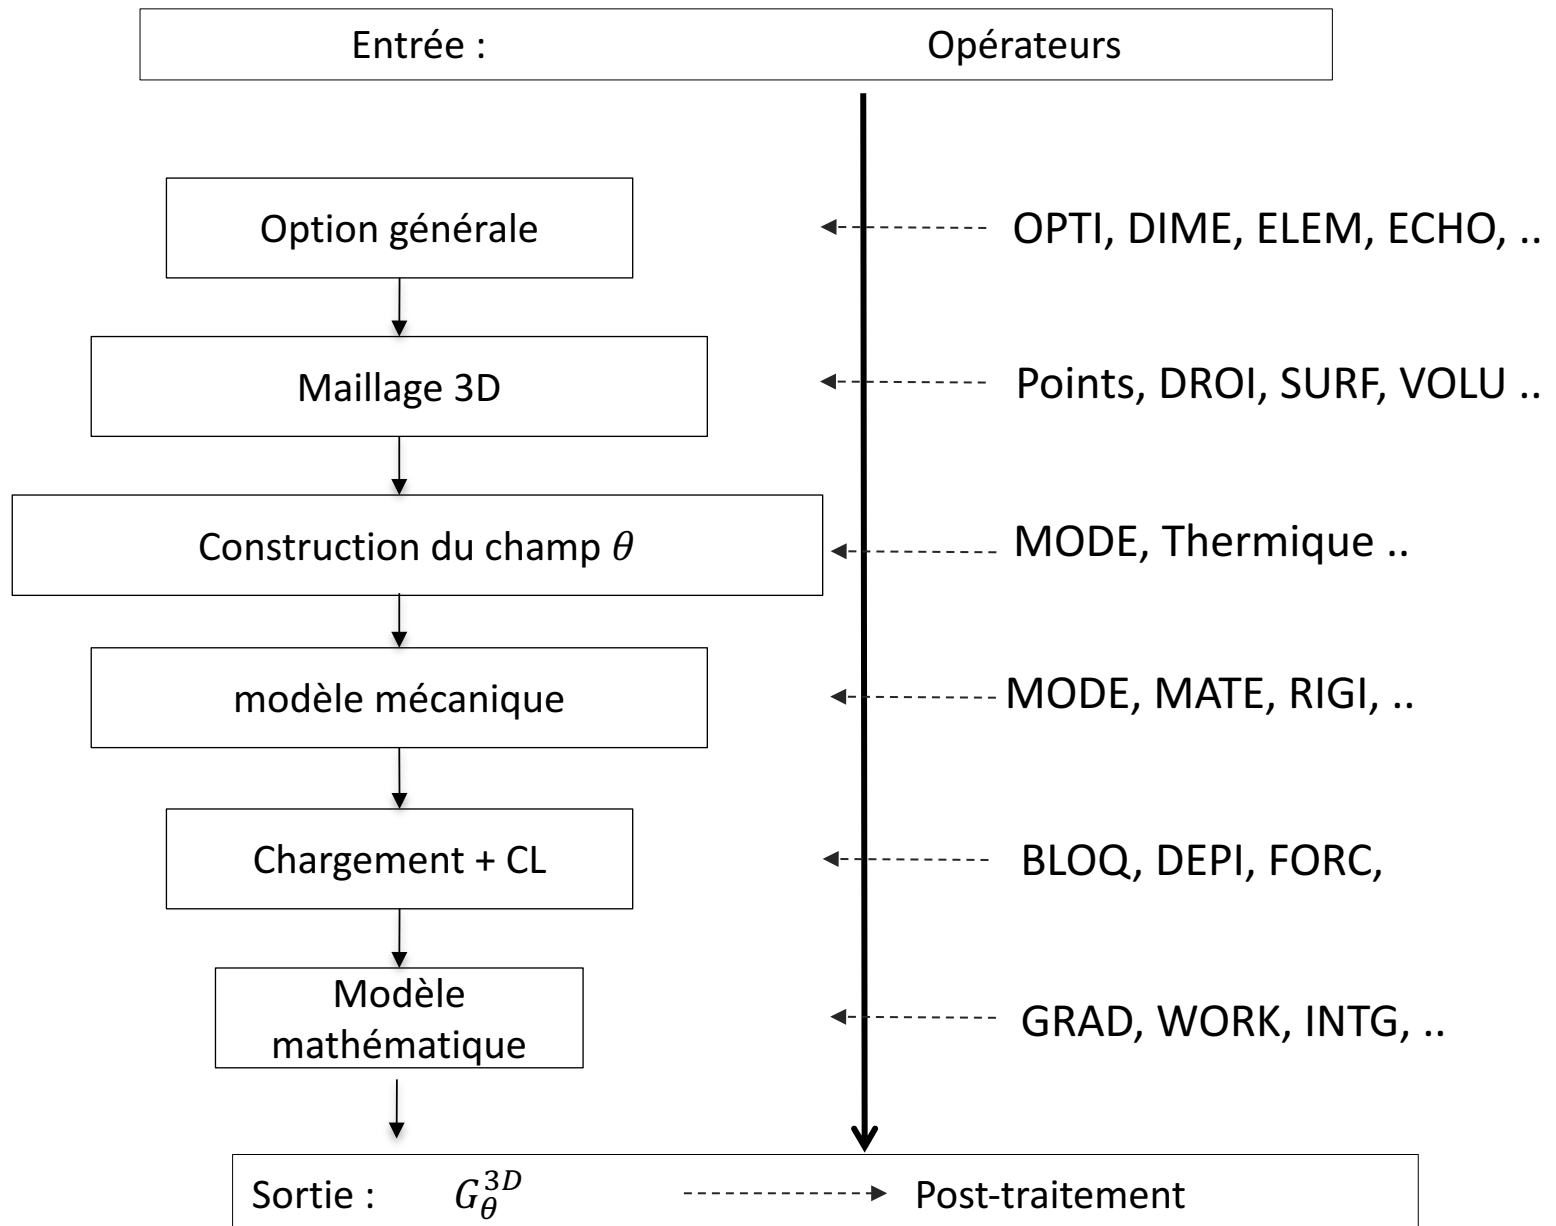 Entrée : Opérateurs
Option générale OPTI, DIME, ELEM, ECHO, ..
Maillage 3D Points, DROI, SURF, VOLU ..
Construction du champ θ MODE, Thermique ..
modèle mécanique MODE, MATE, RIGI, ..
Chargement + CL BLOQ, DEPI, FORC,
Modèle
mathématique GRAD, WORK, INTG, ..
Sortie : $G_{\theta}^{3D}$ Post-traitement